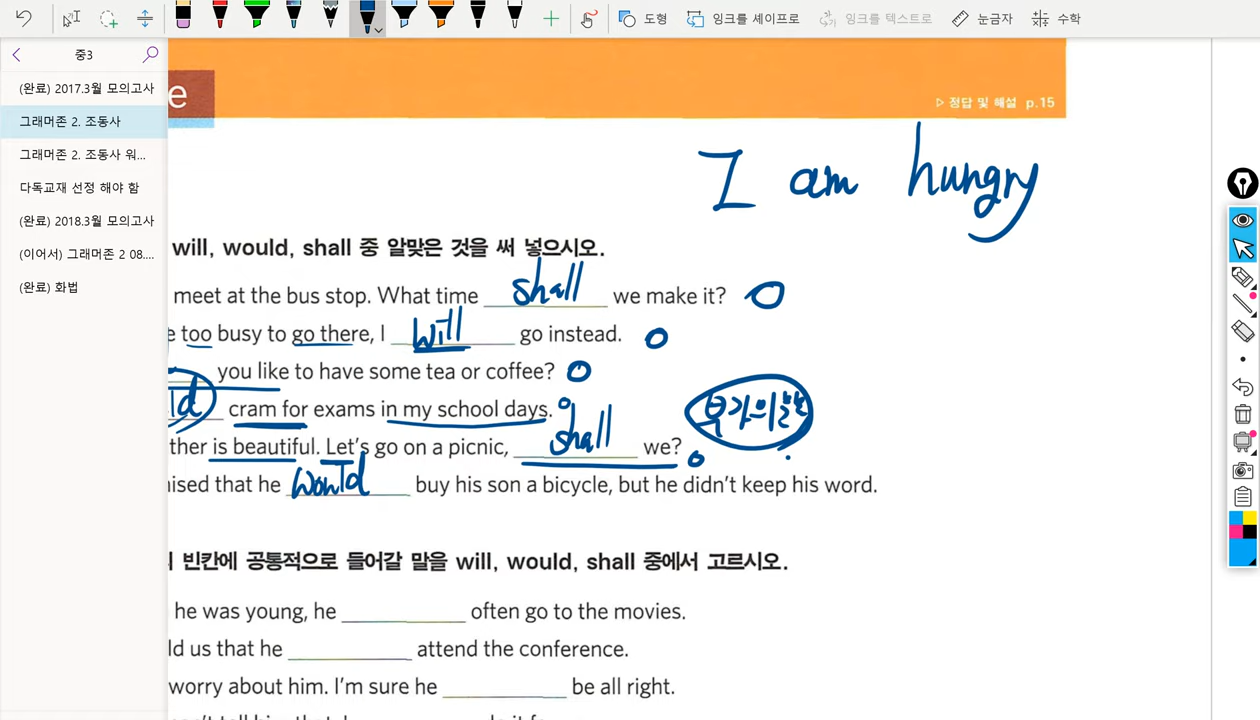 도형 잉크를 셰이프로 잉크를 텍스트로 눈금자 수학
중3
(완료) 2017.3월 모의고사
그래머존 2. 조동사
그래머존 2. 조동사 워...
다독교재 선정 해야 함
(완료) 2018.3월 모의고사
(이어서) 그래머존 2 08....
(완료) 화법
e
▷ 정답 및 해설 p.15
I am hungry
will, would, shall 중 알맞은 것을 써 넣으시오.
meet at the bus stop. What time shall we make it?
e too busy to go there, I will go instead.
you like to have some tea or coffee?
ld cram for exams in my school days.
부가의문문
ther is beautiful. Let's go on a picnic, shall we?
nised that he would buy his son a bicycle, but he didn't keep his word.
빈칸에 공통적으로 들어갈 말을 will, would, shall 중에서 고르시오.
he was young, he often go to the movies.
ld us that he attend the conference.
worry about him. I'm sure he be all right.